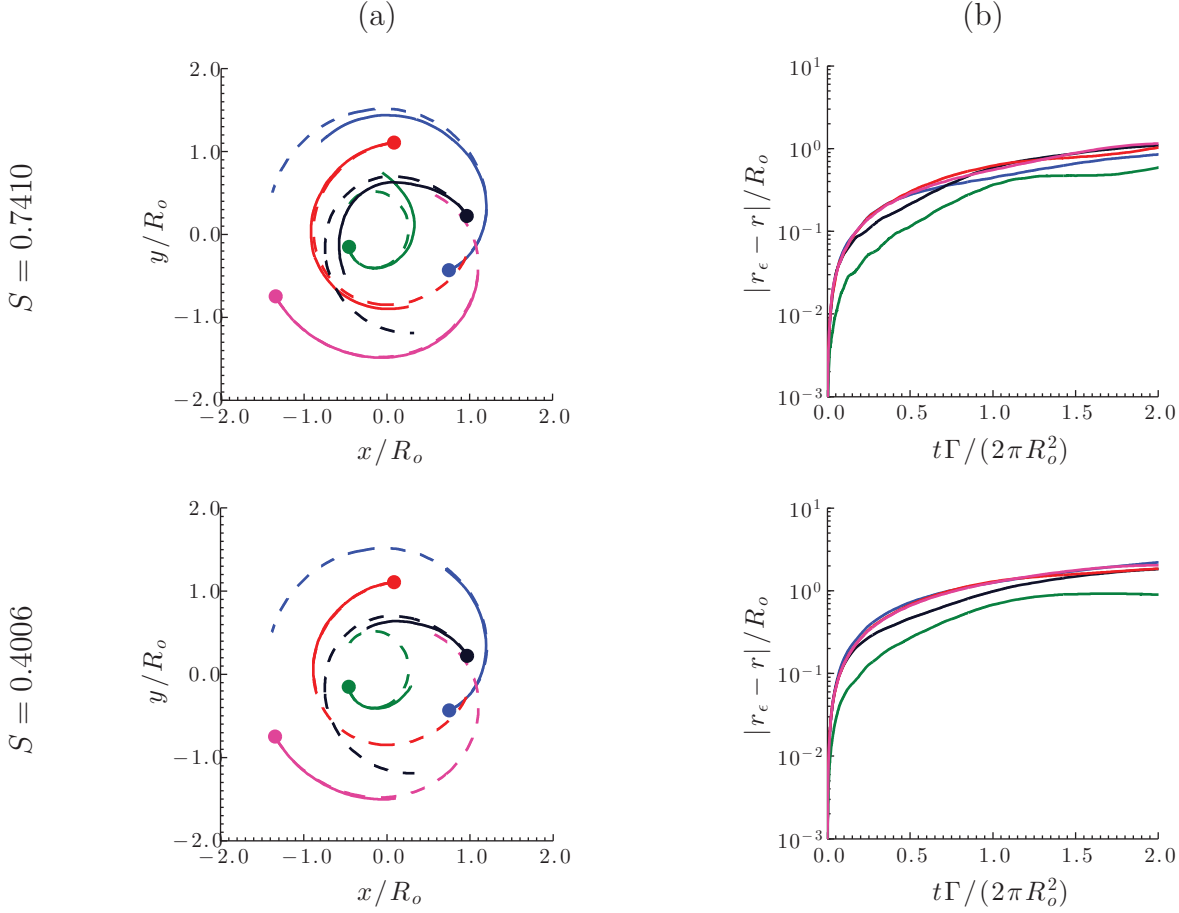 (a)
(b)
S = 0.7410
2.0
1.0
0.0
−1.0
−2.0
y/R_o
−2.0 −1.0 0.0 1.0 2.0
x/R_o
10^1
10^0
10^{-1}
10^{-2}
10^{-3}
|r_ϵ − r|/R_o
0.0 0.5 1.0 1.5 2.0
tΓ/(2πR_o^2)
S = 0.4006
2.0
1.0
0.0
−1.0
−2.0
y/R_o
−2.0 −1.0 0.0 1.0 2.0
x/R_o
10^1
10^0
10^{-1}
10^{-2}
10^{-3}
|r_ϵ − r|/R_o
0.0 0.5 1.0 1.5 2.0
tΓ/(2πR_o^2)